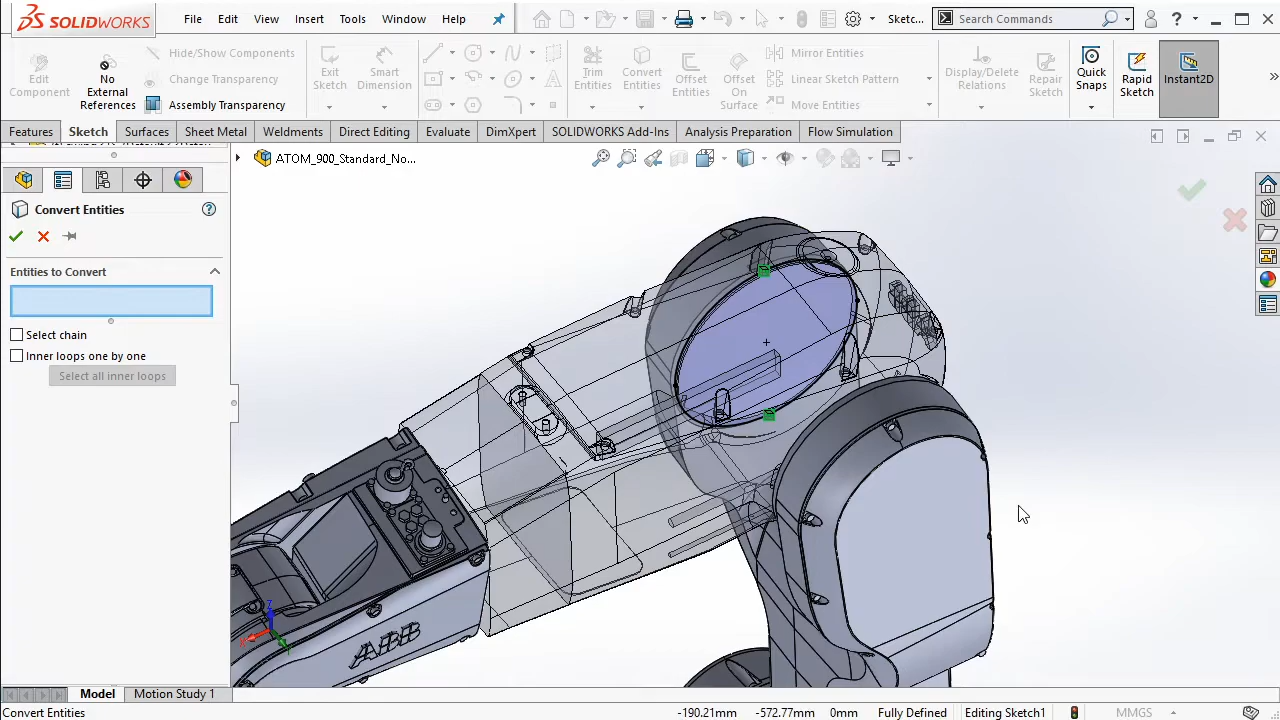 SOLIDWORKS
File Edit View Insert Tools Window Help
Sketc...
Search Commands
?
Edit Component
No External References
Hide/Show Components
Change Transparency
Assembly Transparency
Exit Sketch
Smart Dimension
Trim Entities
Convert Entities
Offset Entities
Offset On Surface
Mirror Entities
Linear Sketch Pattern
Move Entities
Display/Delete Relations
Repair Sketch
Quick Snaps
Rapid Sketch
Instant2D
Features Sketch Surfaces Sheet Metal Weldments Direct Editing Evaluate DimXpert SOLIDWORKS Add-Ins Analysis Preparation Flow Simulation
ATOM_900_Standard_No...
Convert Entities
?
Entities to Convert
Select chain
Inner loops one by one
Select all inner loops
ABB
Z
Model Motion Study 1
Convert Entities
-190.21mm -572.77mm 0mm Fully Defined Editing Sketch1 MMGS